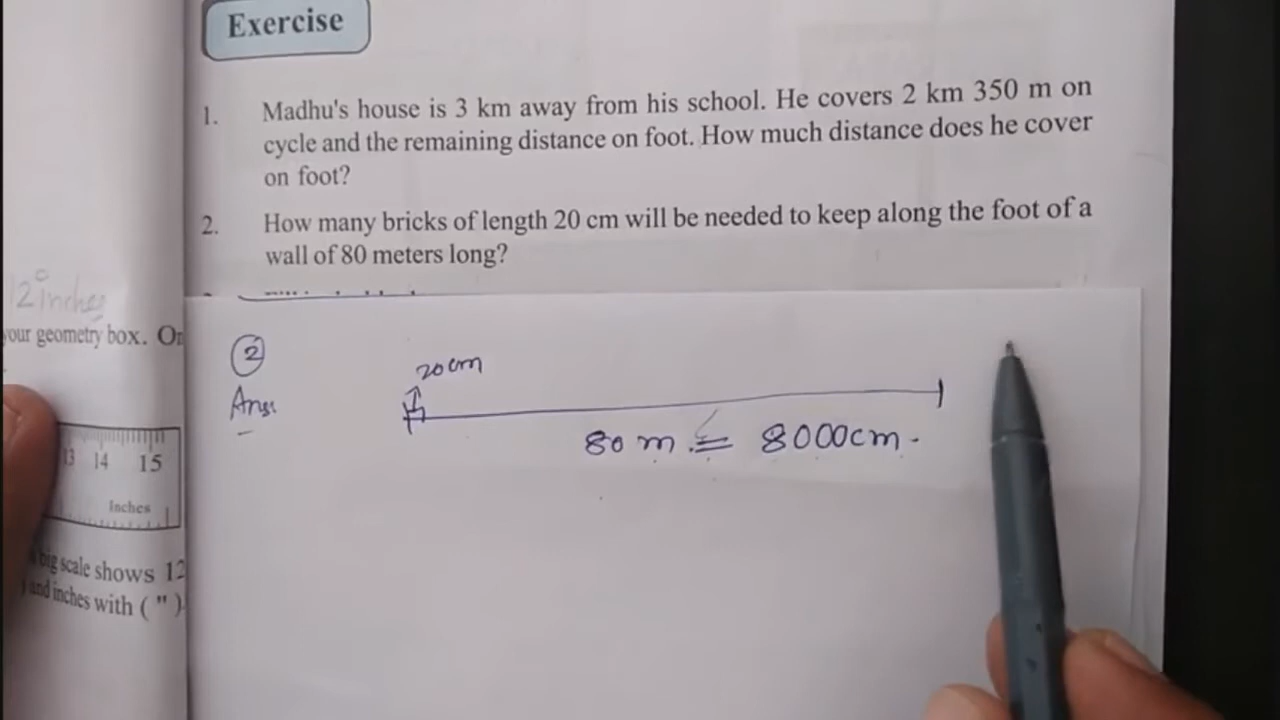 Exercise
1. Madhu's house is 3 km away from his school. He covers 2 km 350 m on
cycle and the remaining distance on foot. How much distance does he cover
on foot?
2. How many bricks of length 20 cm will be needed to keep along the foot of a
wall of 80 meters long?
12 inches
your geometry box. On
13 14 15
Inches
big scale shows 12
and inches with ( " )
2
Ans:
20cm
80 m. = 8000cm.